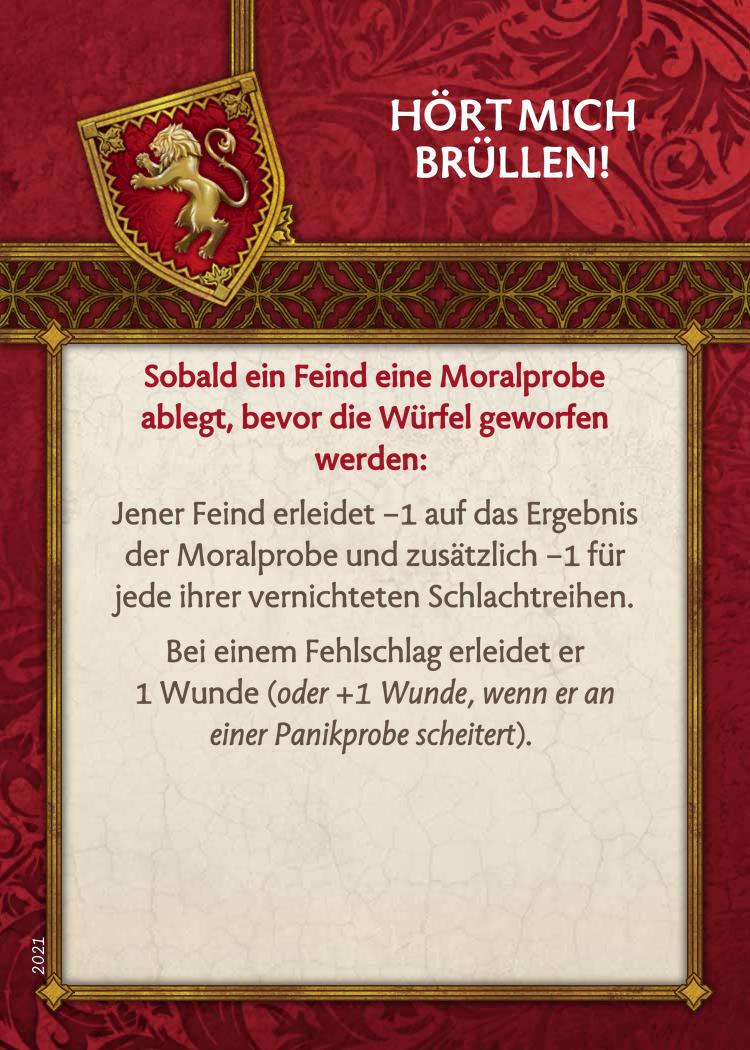 HÖRT MICH
BRÜLLEN!
Sobald ein Feind eine Moralprobe
ablegt, bevor die Würfel geworfen
werden:
Jener Feind erleidet –1 auf das Ergebnis
der Moralprobe und zusätzlich –1 für
jede ihrer vernichteten Schlachtreihen.
Bei einem Fehlschlag erleidet er
1 Wunde (oder +1 Wunde, wenn er an
einer Panikprobe scheitert).
2021